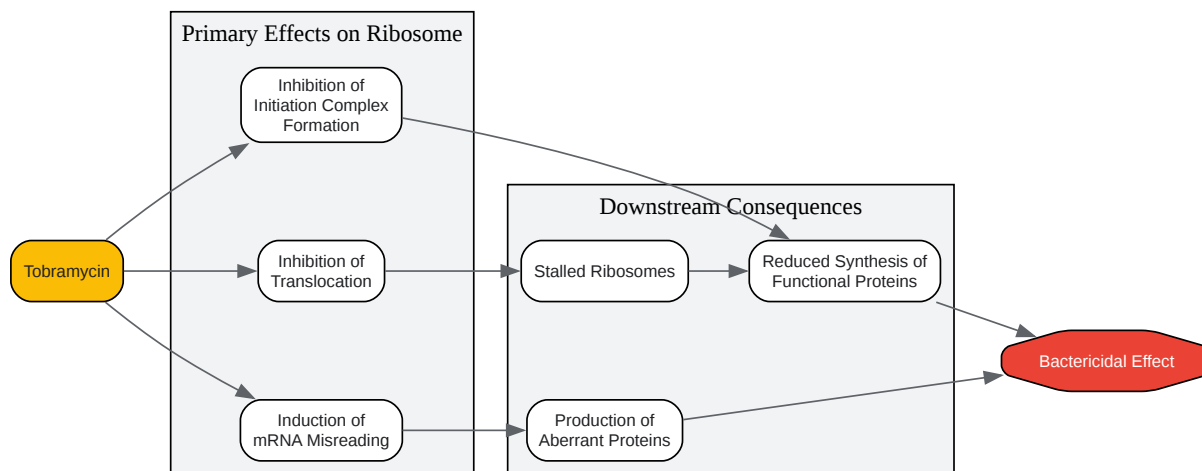 Primary Effects on Ribosome
Inhibition of
Initiation Complex
Formation
Downstream Consequences
Tobramycin
Inhibition of
Translocation
Stalled Ribosomes
Reduced Synthesis of
Functional Proteins
Bactericidal Effect
Induction of
mRNA Misreading
Production of
Aberrant Proteins